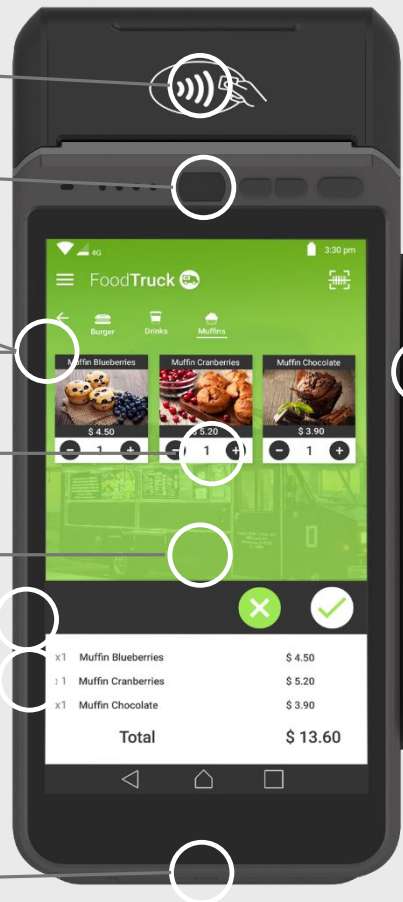 4G 3:30 pm
FoodTruck
Burger Drinks Muffins
Muffin Blueberries Muffin Cranberries Muffin Chocolate
$ 4.50 $ 5.20 $ 3.90
1 1 1
x1 Muffin Blueberries $ 4.50
1 Muffin Cranberries $ 5.20
x1 Muffin Chocolate $ 3.90
Total $ 13.60